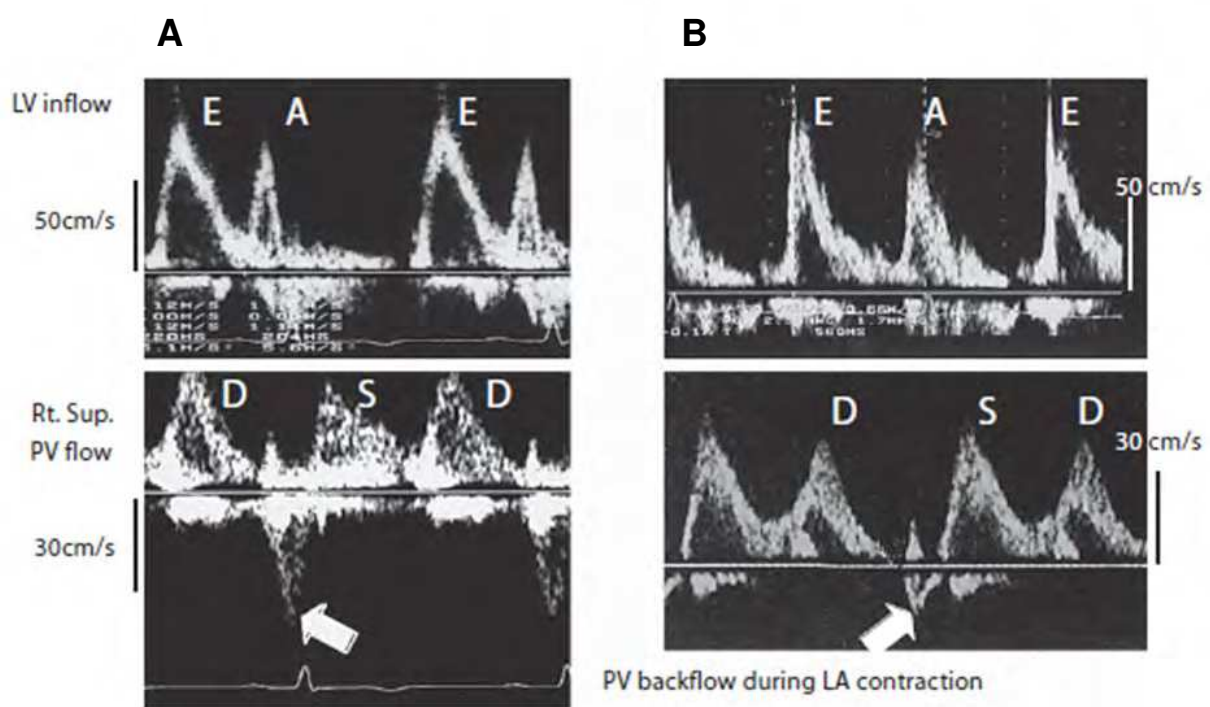 A
B
LV inflow
E
A
E
E
A
E
50cm/s
50 cm/s
Rt. Sup.
PV flow
D
S
D
D
S
D
30cm/s
30 cm/s
PV backflow during LA contraction